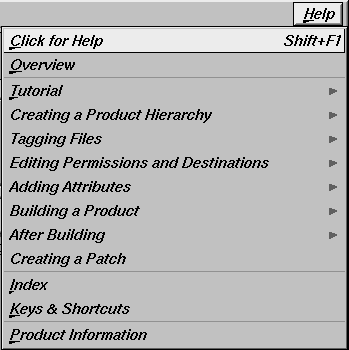 Help
Click for Help Shift+F1
Overview
Tutorial
Creating a Product Hierarchy
Tagging Files
Editing Permissions and Destinations
Adding Attributes
Building a Product
After Building
Creating a Patch
Index
Keys & Shortcuts
Product Information